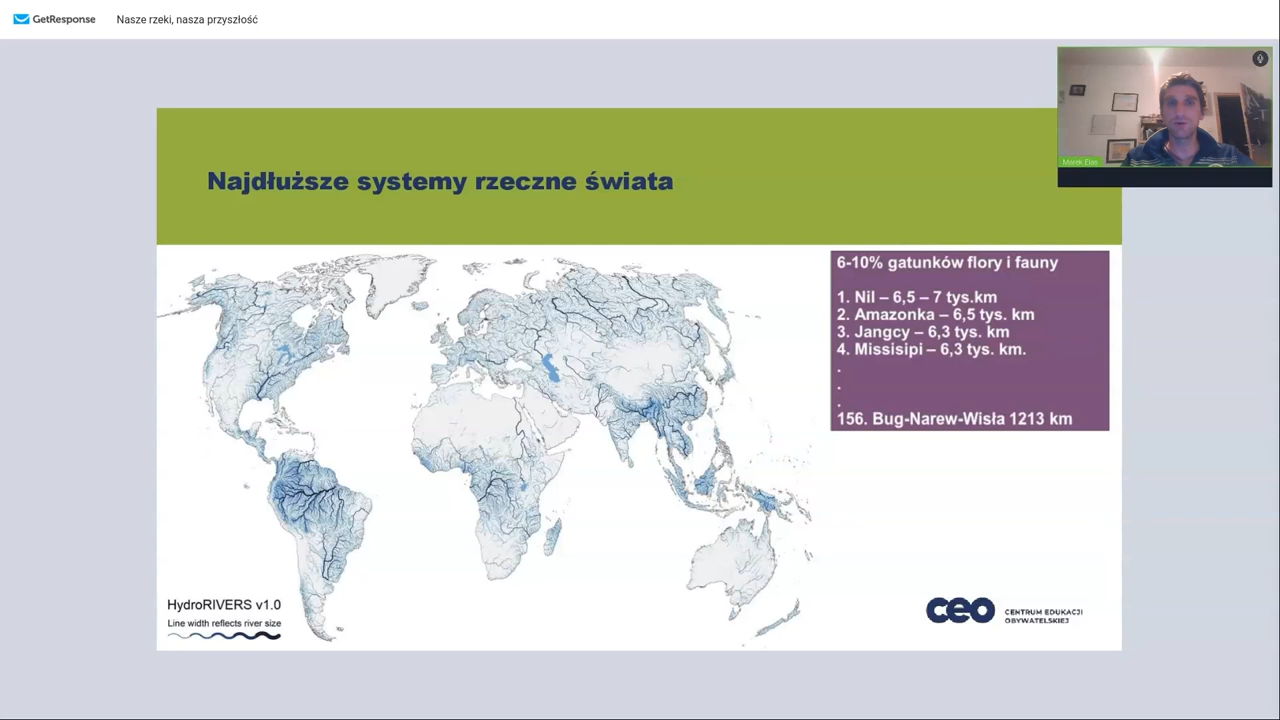 GetResponse
Nasze rzeki, nasza przyszłość
Marek Elas
Najdłuższe systemy rzeczne świata
6-10% gatunków flory i fauny
1. Nil – 6,5 – 7 tys.km
2. Amazonka – 6,5 tys. km
3. Jangcy – 6,3 tys. km
4. Missisipi – 6,3 tys. km.
.
.
.
156. Bug-Narew-Wisła 1213 km
HydroRIVERS v1.0
Line width reflects river size
ceo
CENTRUM EDUKACJI
OBYWATELSKIEJ